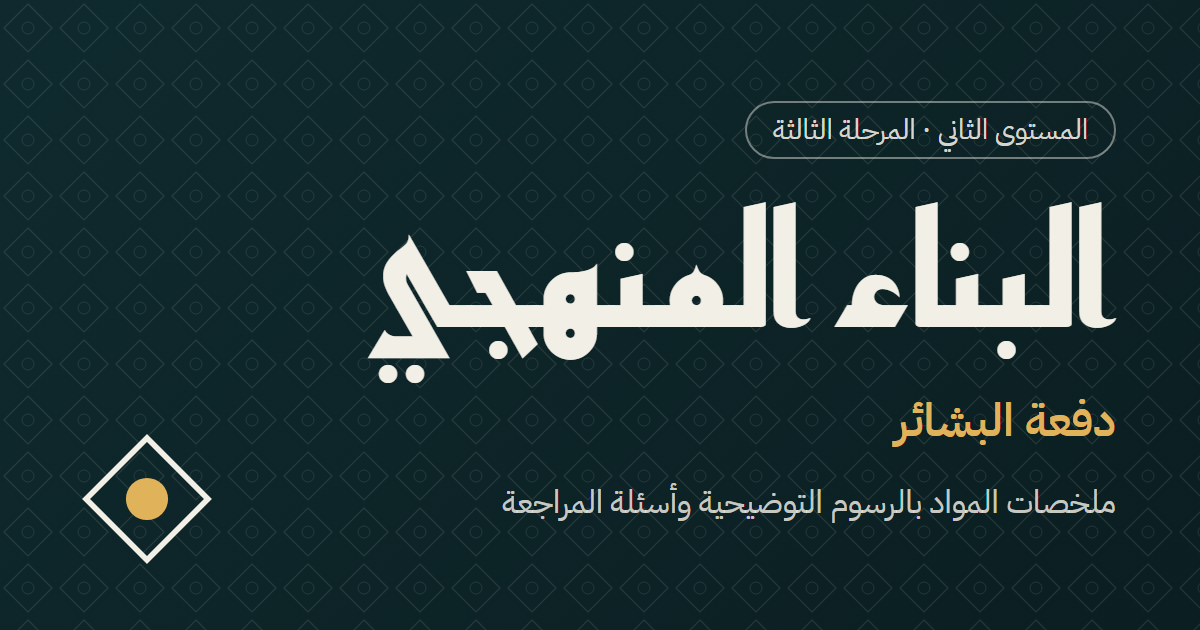 المستوى الثاني · المرحلة الثالثة
البناء المنهجي
دفعة البشائر
ملخصات المواد بالرسوم التوضيحية وأسئلة المراجعة